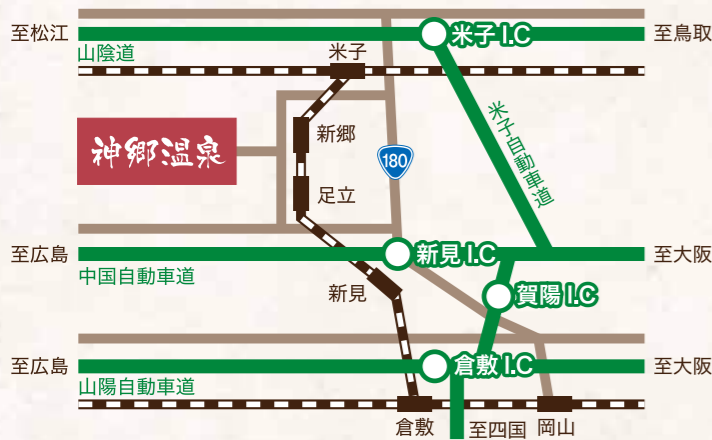 至松江
米子 I.C
至鳥取
山陰道
米子
米子自動車道
神郷温泉
新郷
180
足立
至広島
新見 I.C
至大阪
中国自動車道
新見
賀陽 I.C
至広島
倉敷 I.C
至大阪
山陽自動車道
倉敷
至四国
岡山